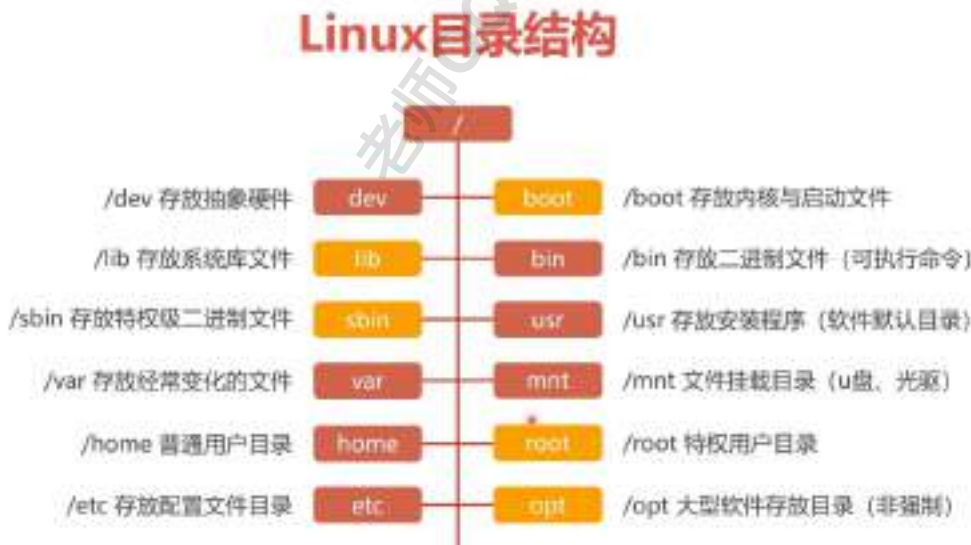 Linux目录结构
老师
/
/dev 存放抽象硬件 dev boot /boot 存放内核与启动文件
/lib 存放系统库文件 lib bin /bin 存放二进制文件（可执行命令）
/sbin 存放特权级二进制文件 sbin usr /usr 存放安装程序（软件默认目录）
/var 存放经常变化的文件 var mnt /mnt 文件挂载目录（u盘、光驱）
/home 普通用户目录 home root /root 特权用户目录
/etc 存放配置文件目录 etc opt /opt 大型软件存放目录（非强制）